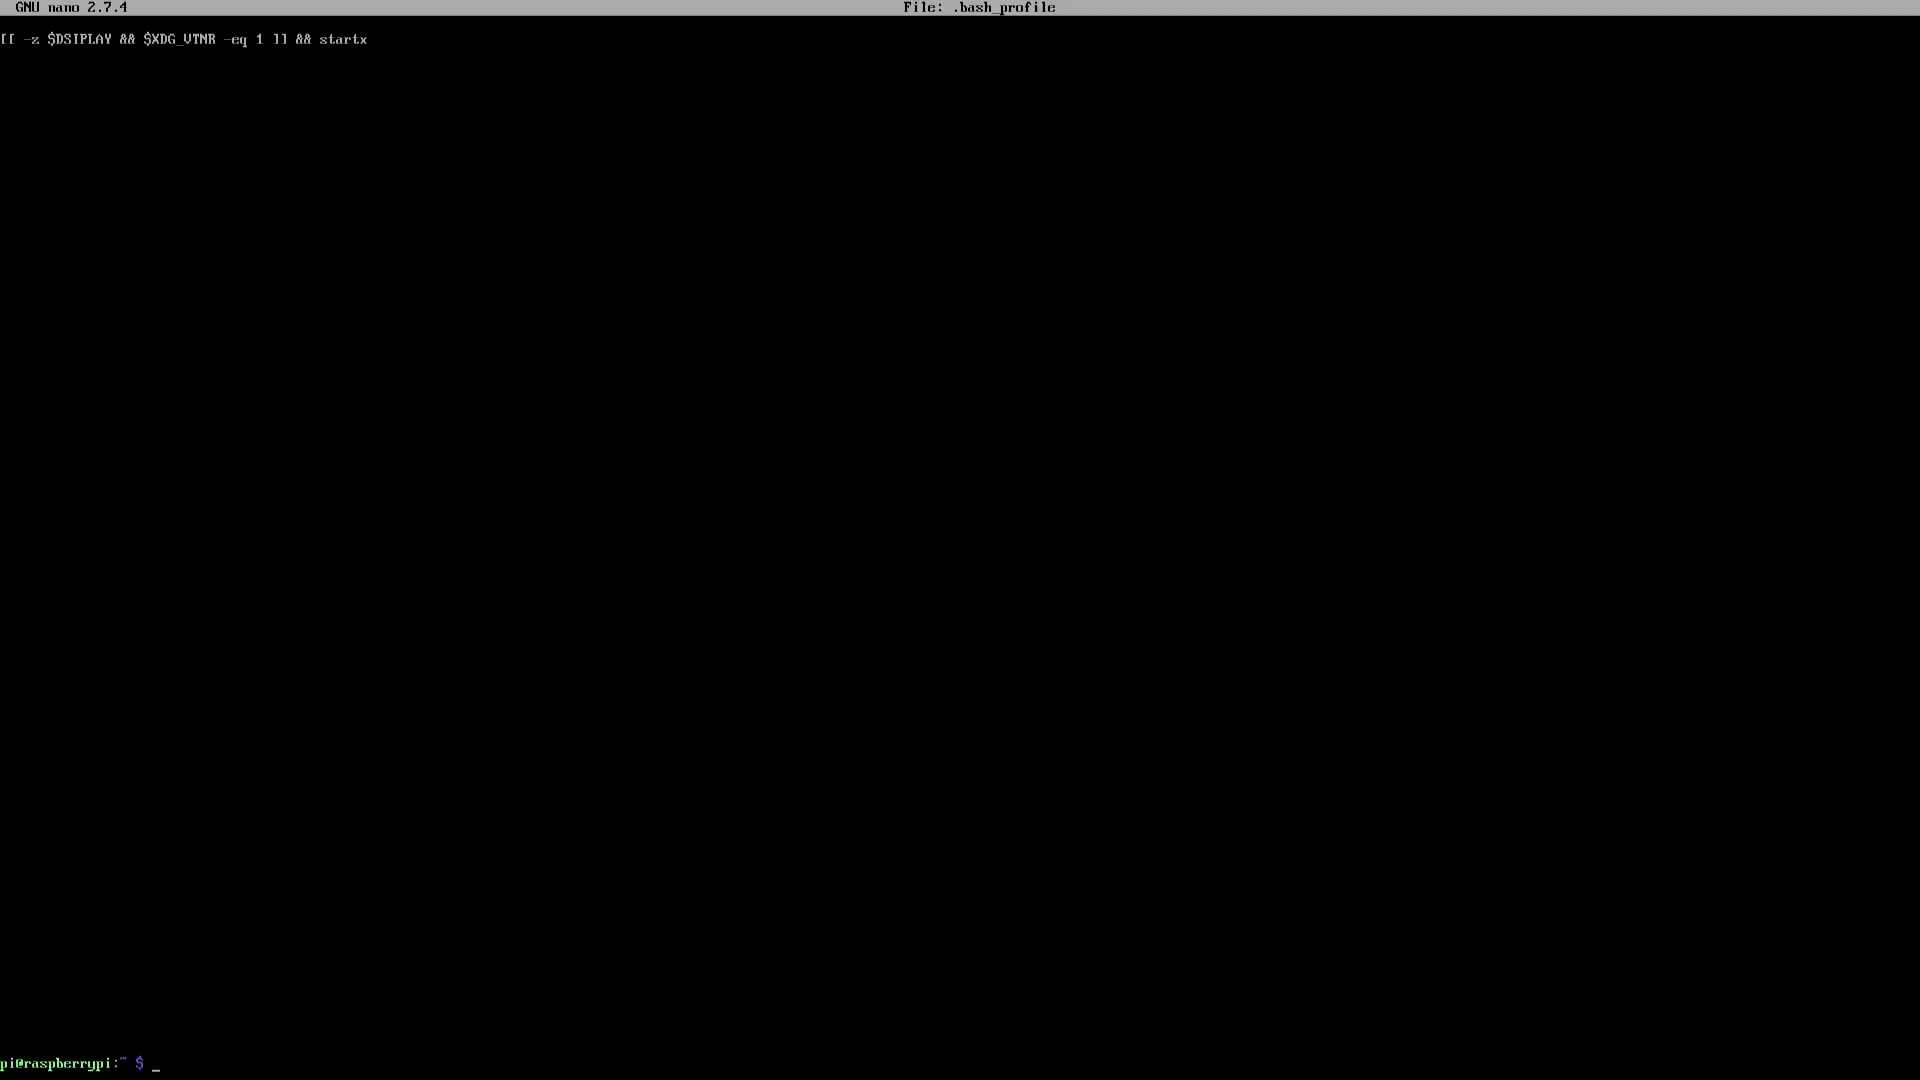 GNU nano 2.7.4 File: .bash_profile
[[ -z $DSIPLAY && $XDG_VTNR -eq 1 ]] && startx
pi@raspberrypi:~ $ _